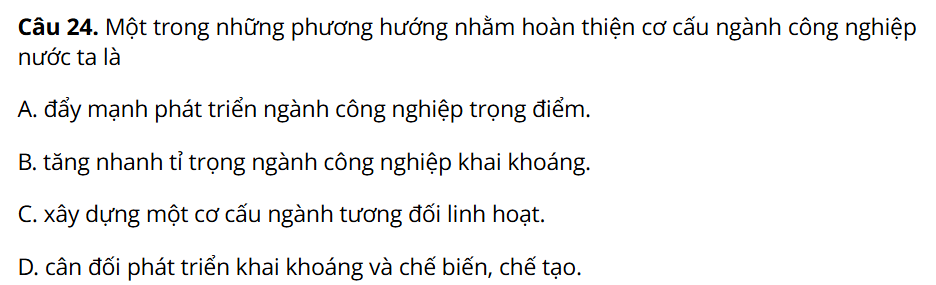 Câu 24. Một trong những phương hướng nhằm hoàn thiện cơ cấu ngành công nghiệp
nước ta là
A. đẩy mạnh phát triển ngành công nghiệp trọng điểm.
B. tăng nhanh tỉ trọng ngành công nghiệp khai khoáng.
C. xây dựng một cơ cấu ngành tương đối linh hoạt.
D. cân đối phát triển khai khoáng và chế biến, chế tạo.